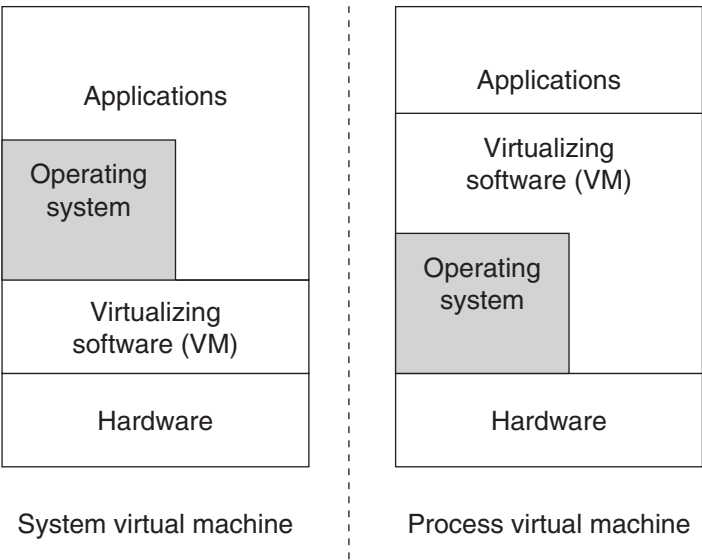 Applications
Operating
system
Virtualizing
software (VM)
Hardware
System virtual machine
Applications
Virtualizing
software (VM)
Operating
system
Hardware
Process virtual machine